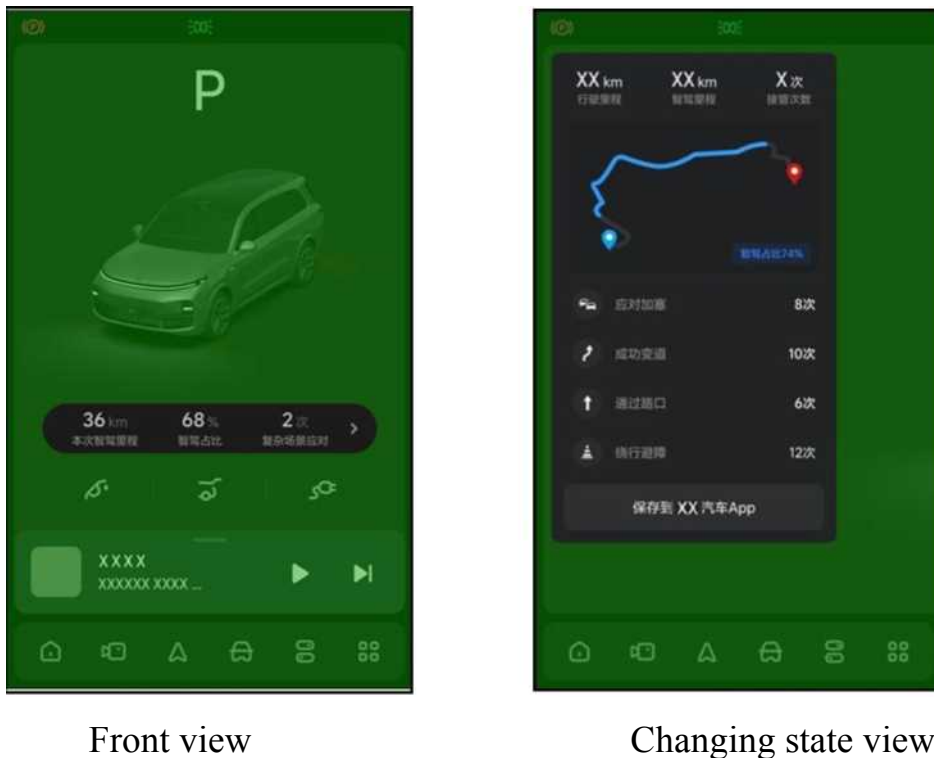 P
36 km 68 % 2 次
本次智驾里程 智驾占比 复杂场景应对
XXXX
XXXXXX XXXX ...
Front view
XX km XX km X 次
行驶里程 智驾里程 接管次数
智驾占比74%
应对加塞 8次
成功变道 10次
通过路口 6次
绕行避障 12次
保存到 XX 汽车App
Changing state view